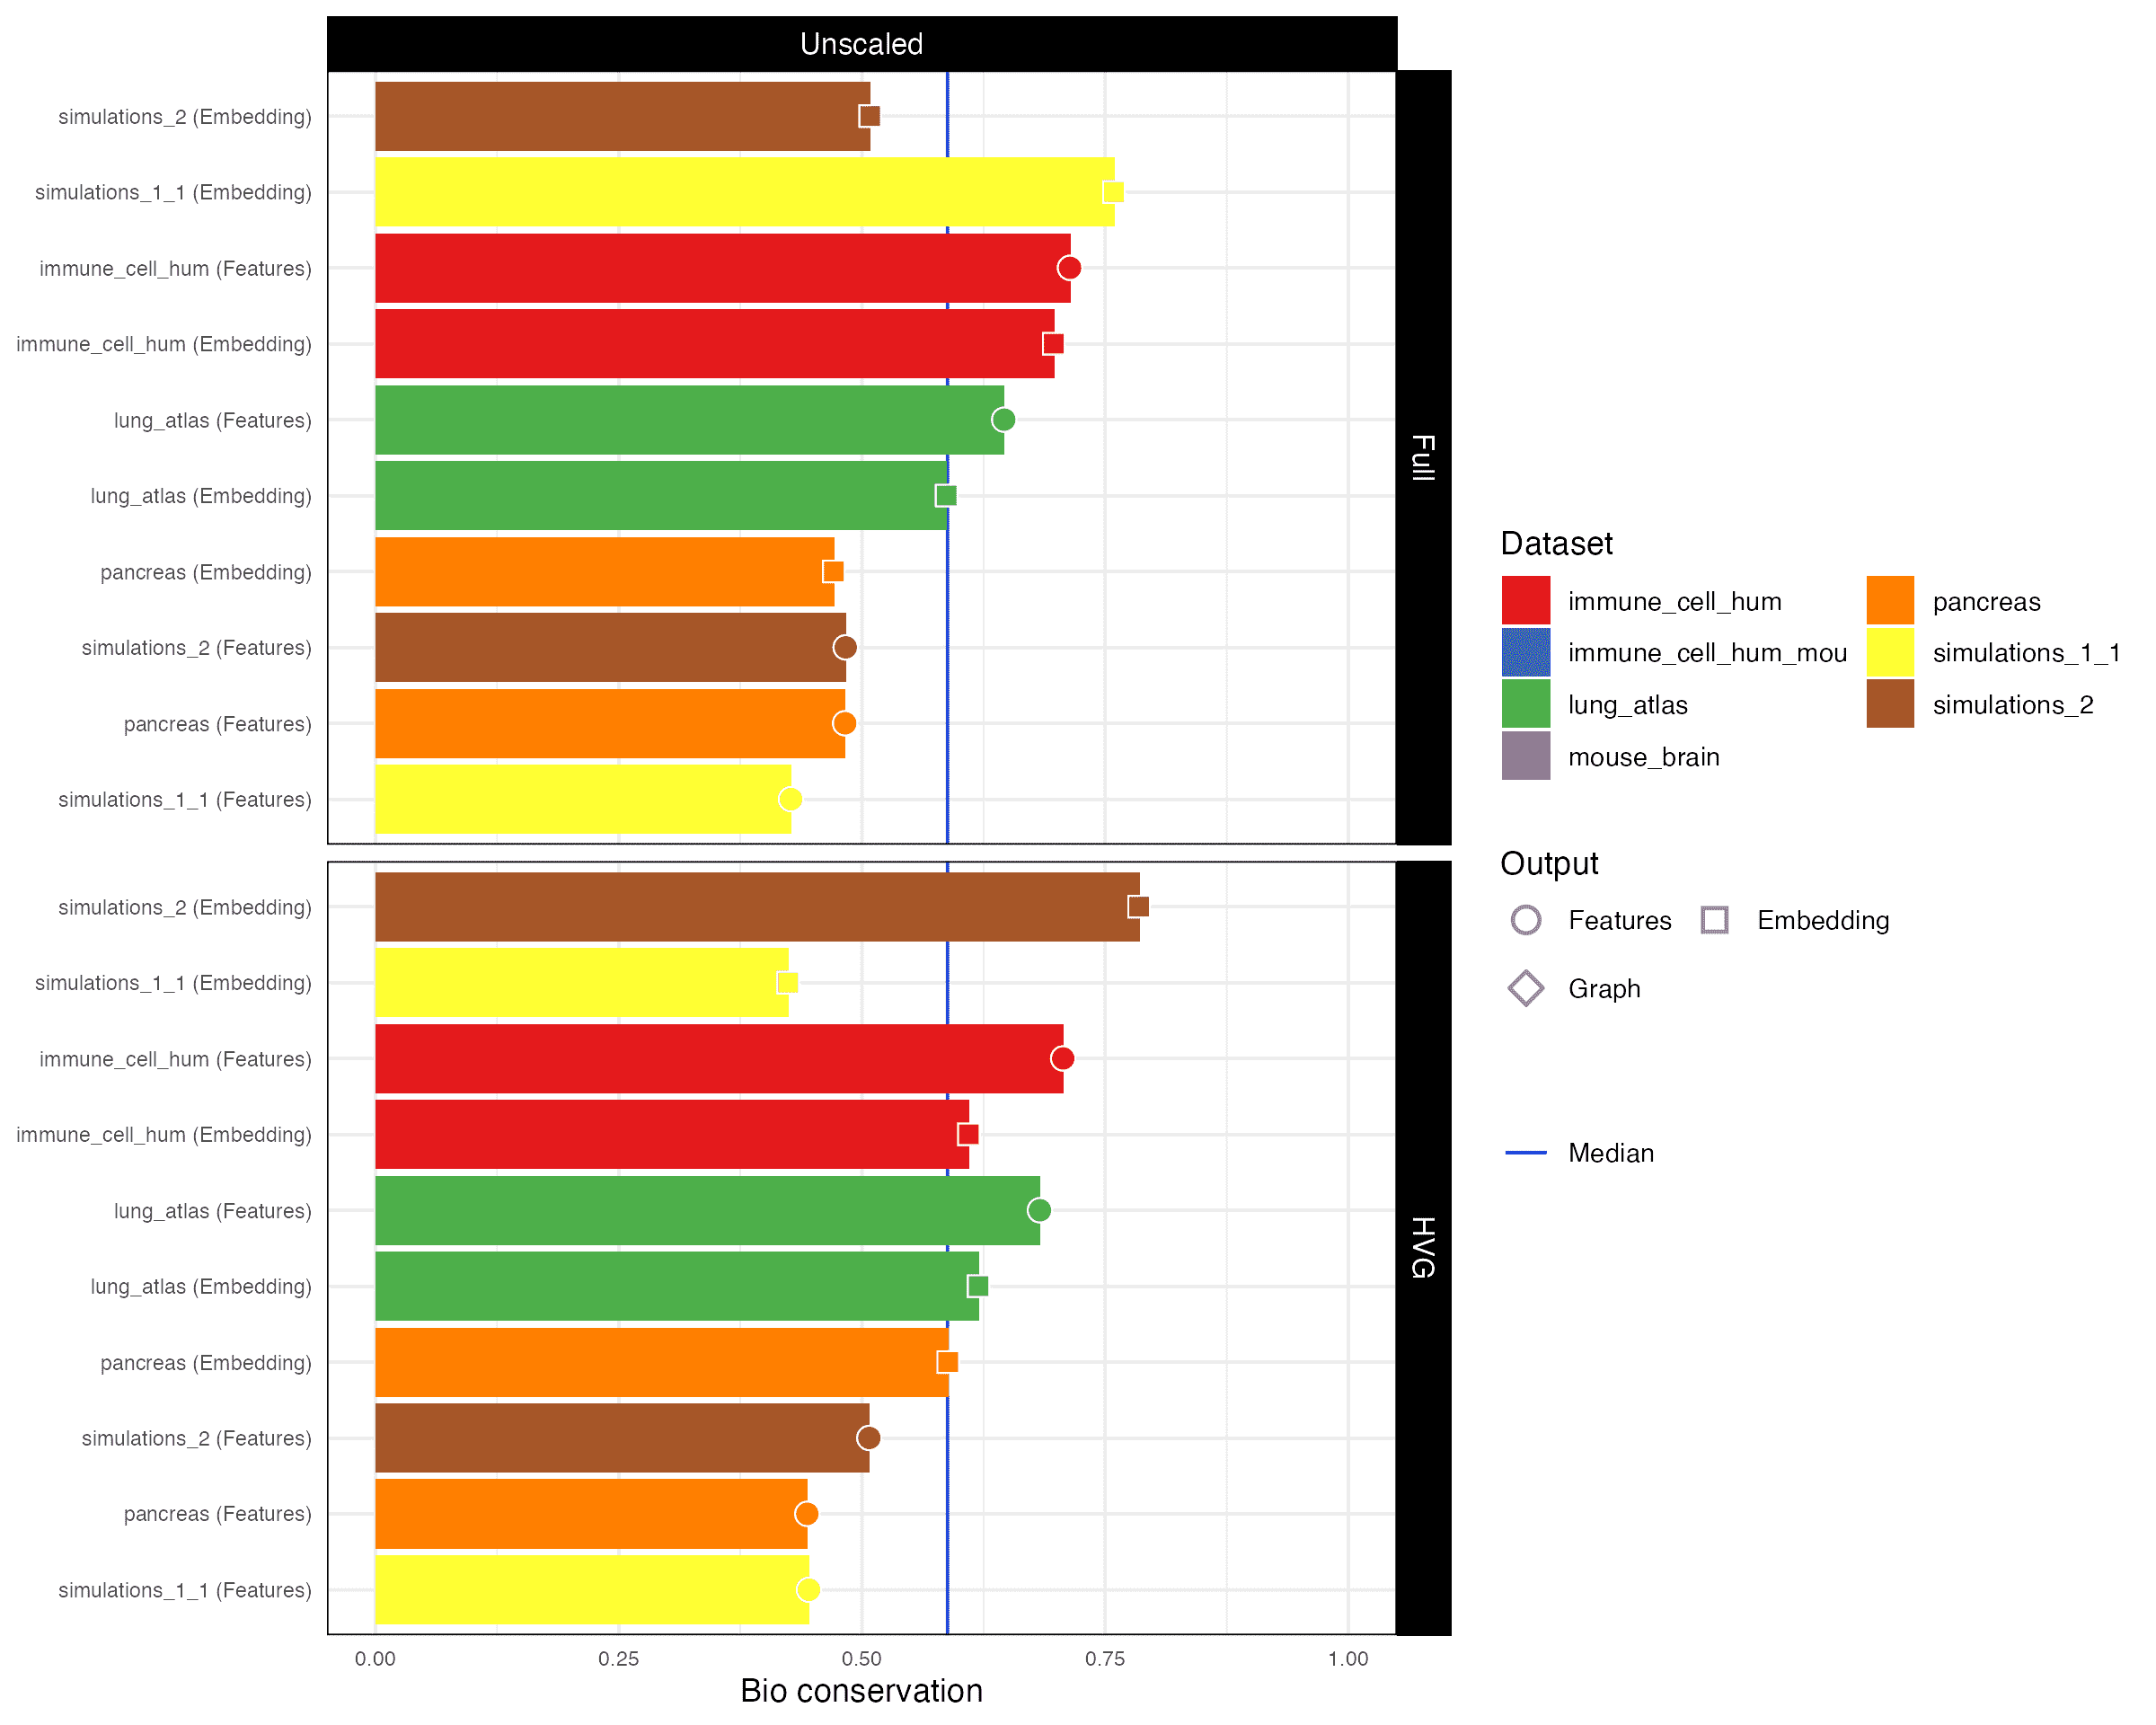 Unscaled
simulations_2 (Embedding)
simulations_1_1 (Embedding)
immune_cell_hum (Features)
immune_cell_hum (Embedding)
lung_atlas (Features)
lung_atlas (Embedding)
pancreas (Embedding)
simulations_2 (Features)
pancreas (Features)
simulations_1_1 (Features)
Full
simulations_2 (Embedding)
simulations_1_1 (Embedding)
immune_cell_hum (Features)
immune_cell_hum (Embedding)
lung_atlas (Features)
lung_atlas (Embedding)
pancreas (Embedding)
simulations_2 (Features)
pancreas (Features)
simulations_1_1 (Features)
HVG
0.00 0.25 0.50 0.75 1.00
Bio conservation
Dataset
immune_cell_hum
immune_cell_hum_mou
lung_atlas
mouse_brain
pancreas
simulations_1_1
simulations_2
Output
Features Embedding
Graph
Median